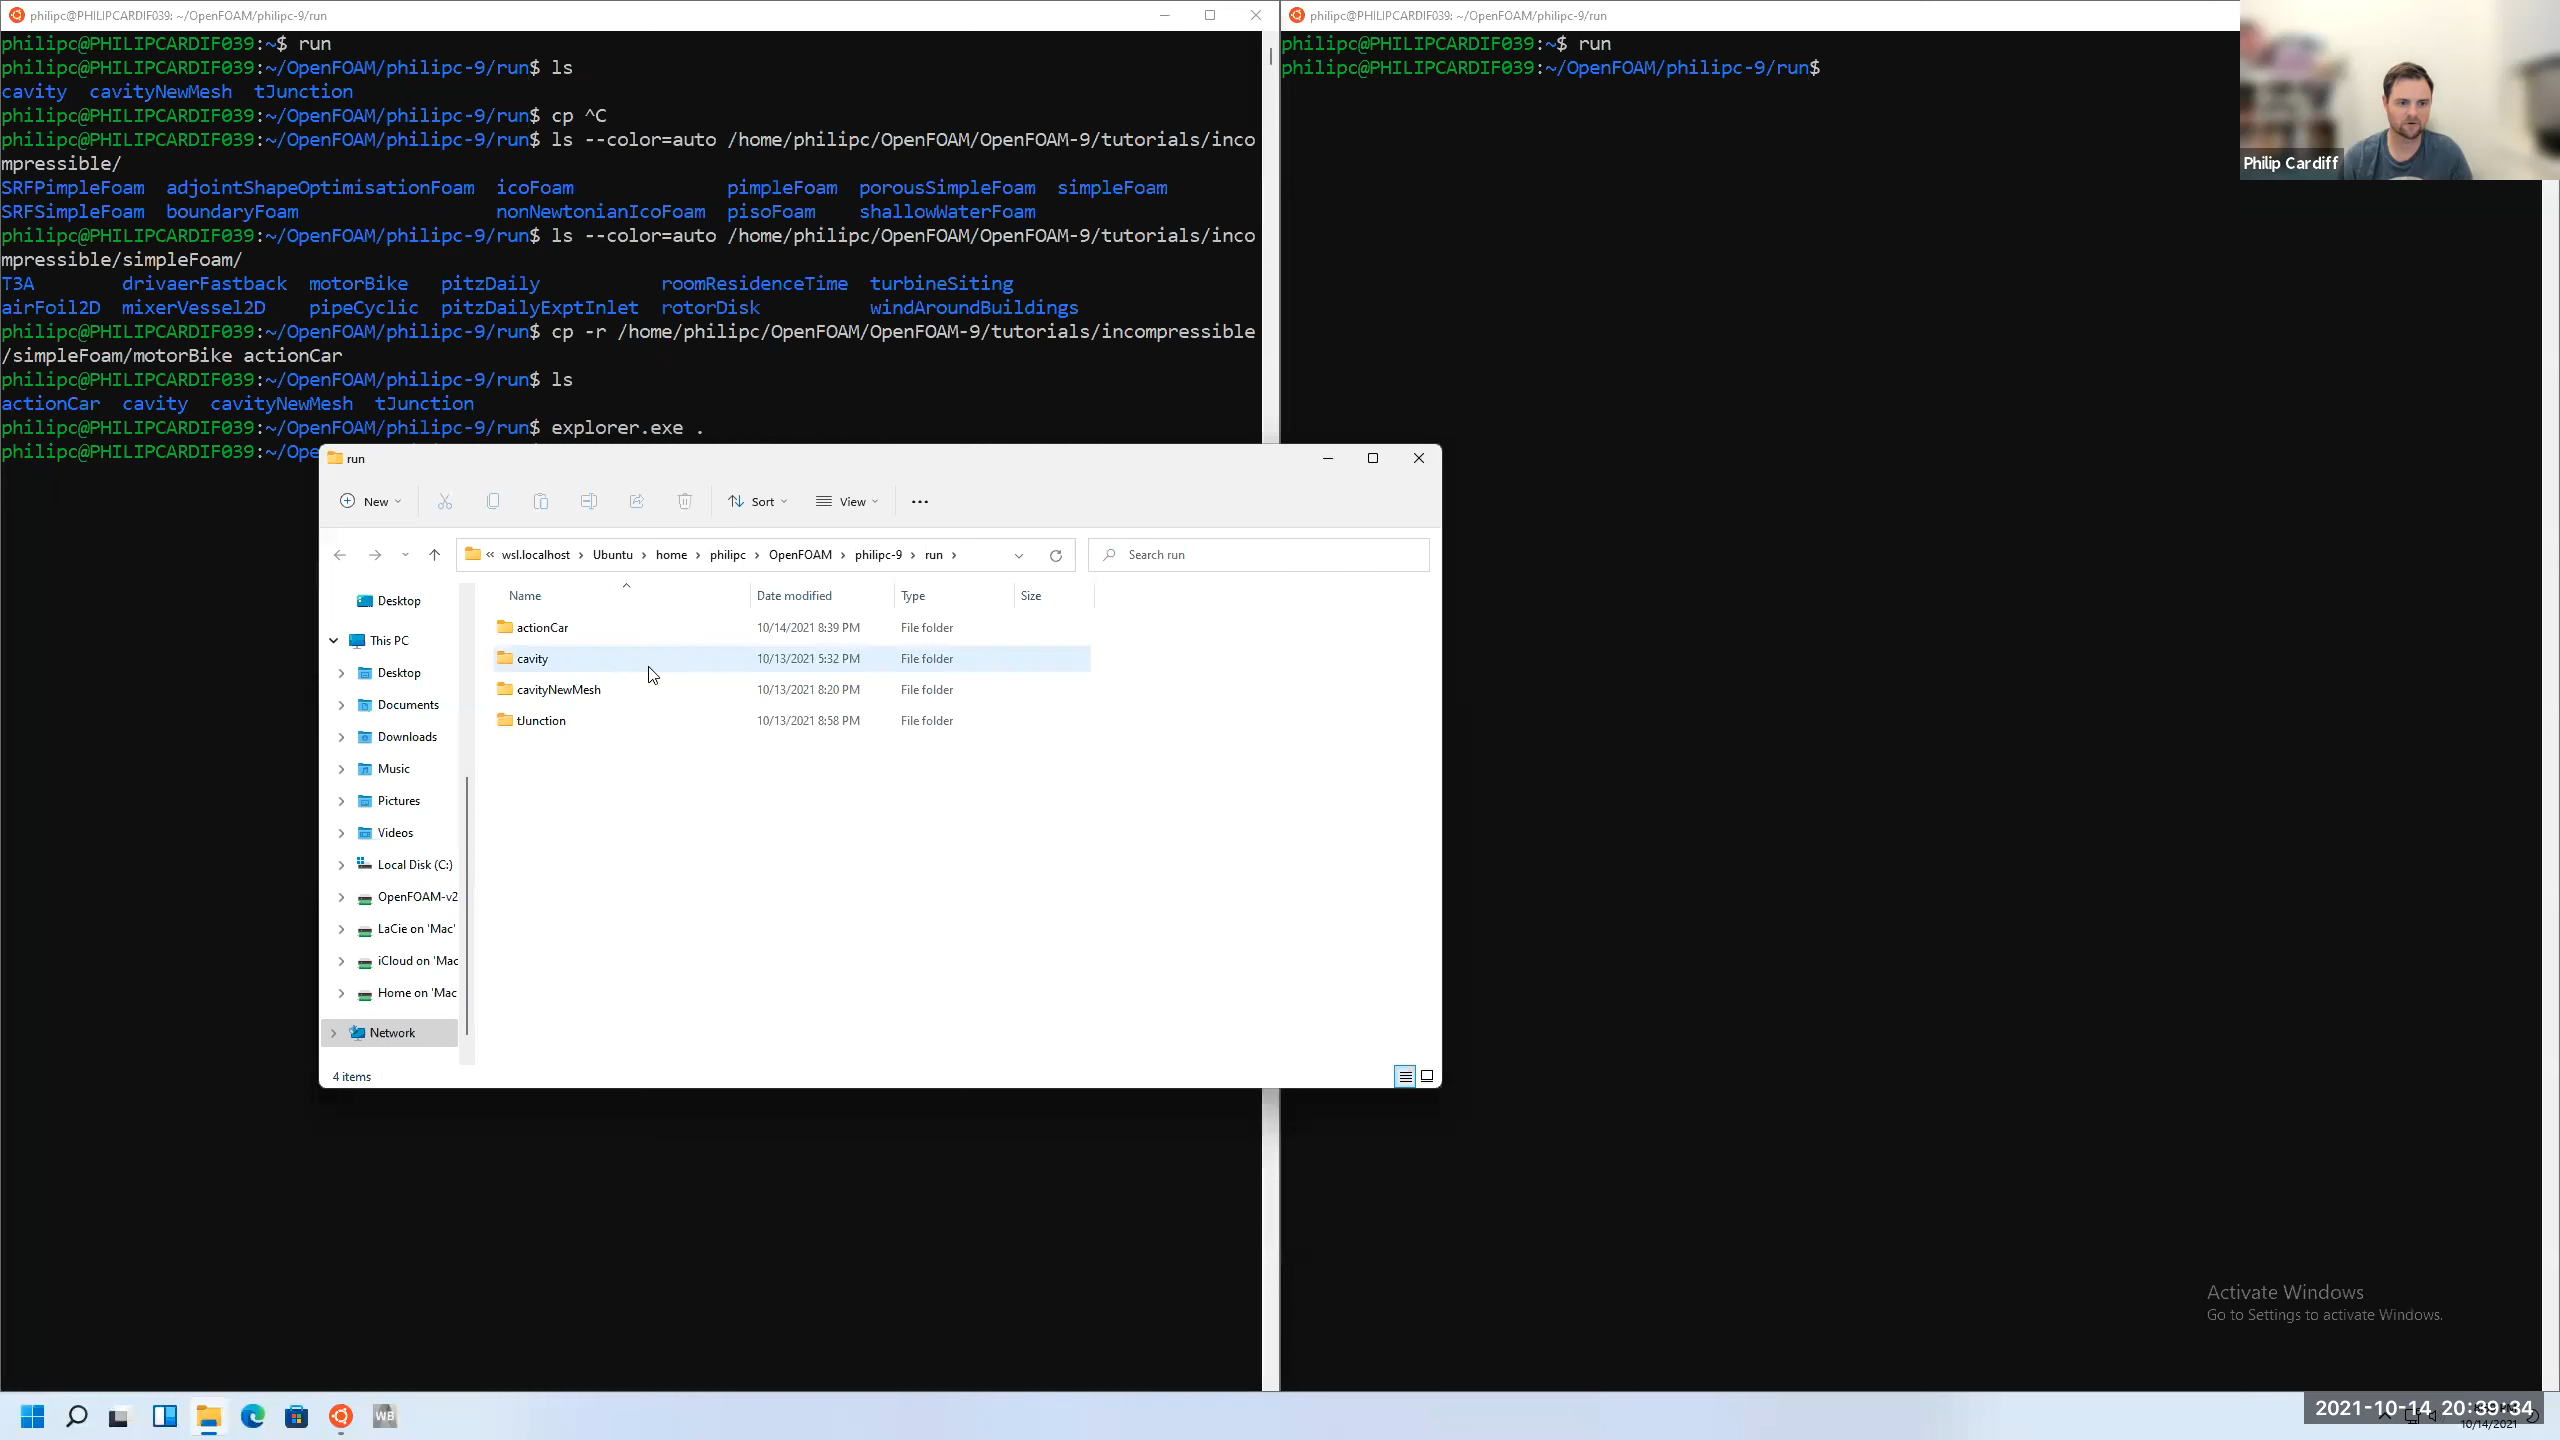 philipc@PHILIPCARDIF039: ~/OpenFOAM/philipc-9/run
philipc@PHILIPCARDIF039:~$ run
philipc@PHILIPCARDIF039:~/OpenFOAM/philipc-9/run$ ls
cavity cavityNewMesh tJunction
philipc@PHILIPCARDIF039:~/OpenFOAM/philipc-9/run$ cp ^C
philipc@PHILIPCARDIF039:~/OpenFOAM/philipc-9/run$ ls --color=auto /home/philipc/OpenFOAM/OpenFOAM-9/tutorials/inco
mpressible/
SRFPimpleFoam adjointShapeOptimisationFoam icoFoam pimpleFoam porousSimpleFoam simpleFoam
SRFSimpleFoam boundaryFoam nonNewtonianIcoFoam pisoFoam shallowWaterFoam
philipc@PHILIPCARDIF039:~/OpenFOAM/philipc-9/run$ ls --color=auto /home/philipc/OpenFOAM/OpenFOAM-9/tutorials/inco
mpressible/simpleFoam/
T3A drivaerFastback motorBike pitzDaily roomResidenceTime turbineSiting
airFoil2D mixerVessel2D pipeCyclic pitzDailyExptInlet rotorDisk windAroundBuildings
philipc@PHILIPCARDIF039:~/OpenFOAM/philipc-9/run$ cp -r /home/philipc/OpenFOAM/OpenFOAM-9/tutorials/incompressible
/simpleFoam/motorBike actionCar
philipc@PHILIPCARDIF039:~/OpenFOAM/philipc-9/run$ ls
actionCar cavity cavityNewMesh tJunction
philipc@PHILIPCARDIF039:~/OpenFOAM/philipc-9/run$ explorer.exe .
philipc@PHILIPCARDIF039:~/Ope
run
New
Sort
View
« wsl.localhost › Ubuntu › home › philipc › OpenFOAM › philipc-9 › run ›
Search run
Name Date modified Type Size
actionCar 10/14/2021 8:39 PM File folder
cavity 10/13/2021 5:32 PM File folder
cavityNewMesh 10/13/2021 8:20 PM File folder
tJunction 10/13/2021 8:58 PM File folder
Desktop
This PC
Desktop
Documents
Downloads
Music
Pictures
Videos
Local Disk (C:)
OpenFOAM-v2
LaCie on 'Mac'
iCloud on 'Mac
Home on 'Mac
Network
4 items
philipc@PHILIPCARDIF039: ~/OpenFOAM/philipc-9/run
philipc@PHILIPCARDIF039:~$ run
philipc@PHILIPCARDIF039:~/OpenFOAM/philipc-9/run$
Philip Cardiff
Activate Windows
Go to Settings to activate Windows.
WB
2021-10-14 20:39:34
10/14/2021